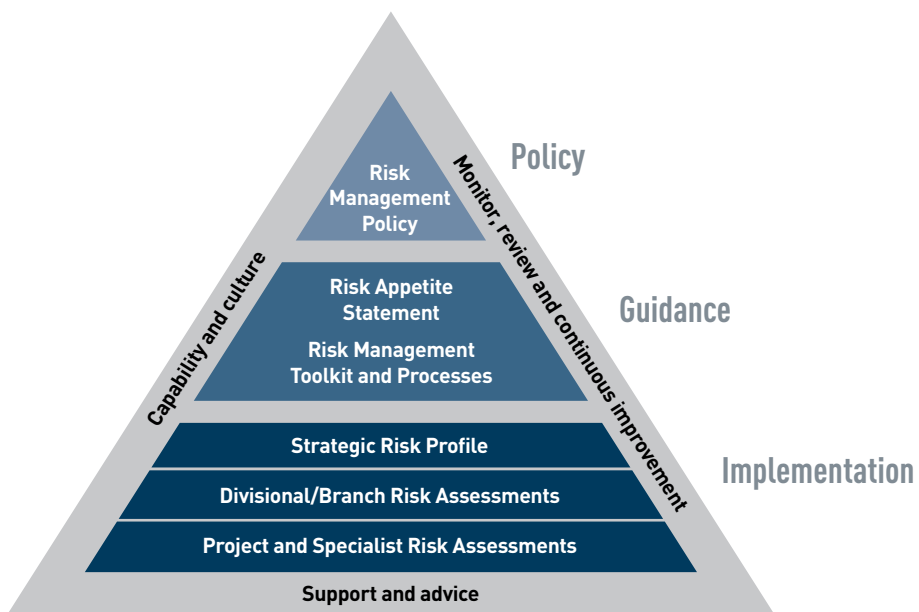 Policy
Risk
Management
Policy
Monitor, review and continuous improvement
Capability and culture
Risk Appetite
Statement
Guidance
Risk Management
Toolkit and Processes
Strategic Risk Profile
Implementation
Divisional/Branch Risk Assessments
Project and Specialist Risk Assessments
Support and advice